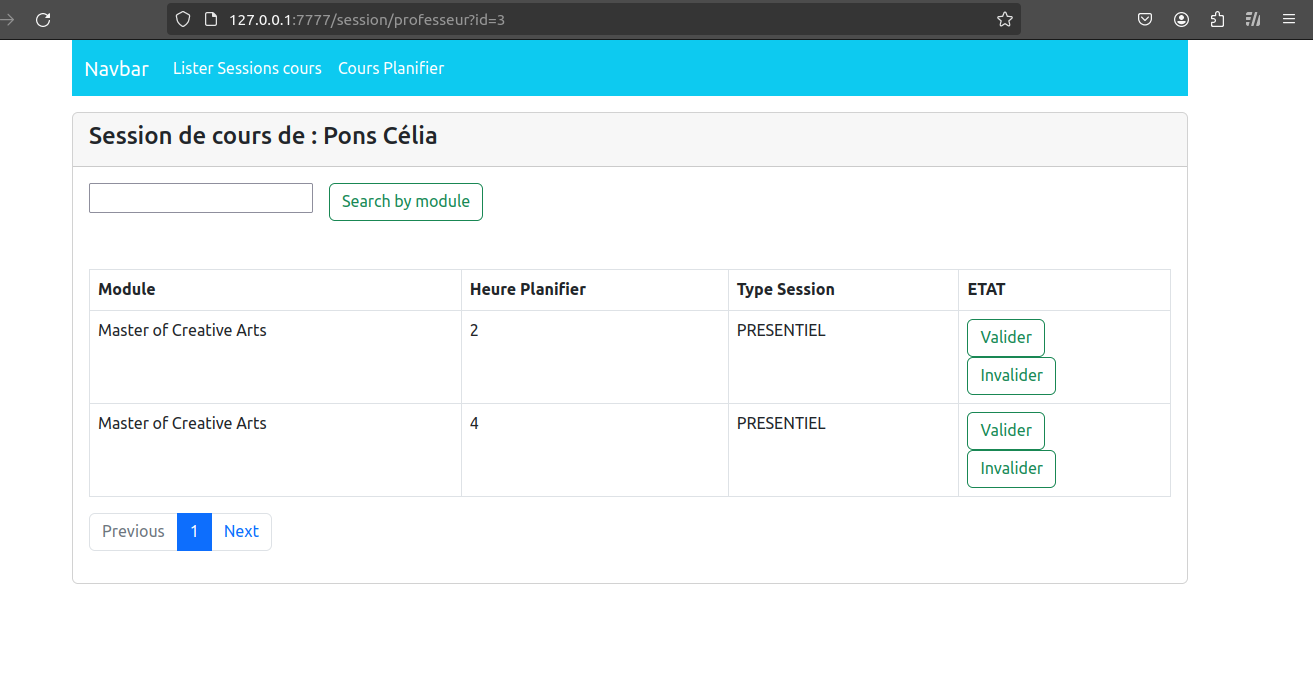 127.0.0.1:7777/session/professeur?id=3
Navbar Lister Sessions cours Cours Planifier
Session de cours de : Pons Célia
Search by module
Module Heure Planifier Type Session ETAT
Master of Creative Arts 2 PRESENTIEL Valider
Invalider
Master of Creative Arts 4 PRESENTIEL Valider
Invalider
Previous 1 Next